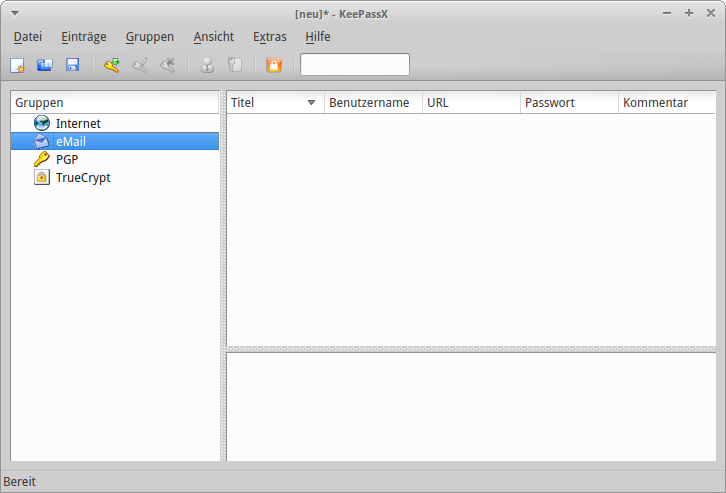 [neu]* - KeePassX
Datei Einträge Gruppen Ansicht Extras Hilfe
Gruppen
Internet
eMail
PGP
TrueCrypt
Titel Benutzername URL Passwort Kommentar
Bereit